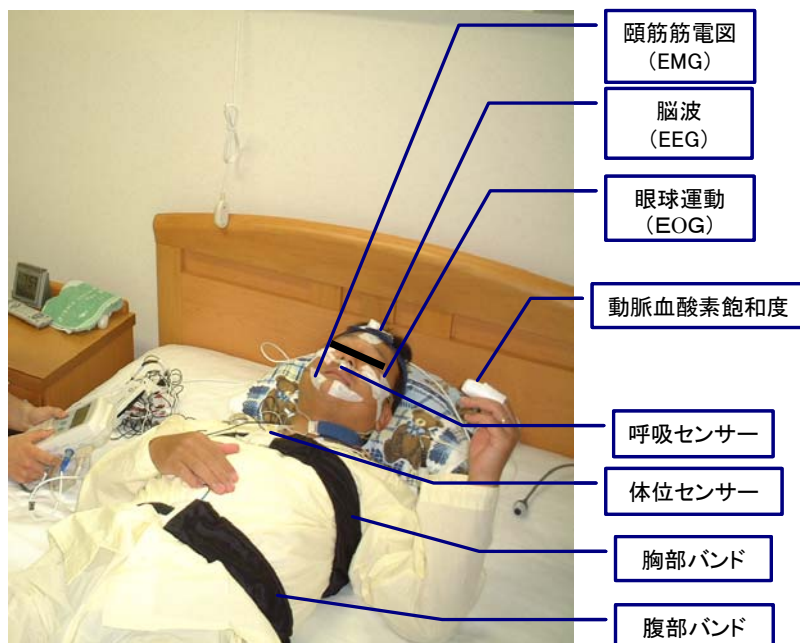 頤筋筋電図
（EMG）
脳波
（EEG）
眼球運動
（EOG）
動脈血酸素飽和度
呼吸センサー
体位センサー
胸部バンド
腹部バンド